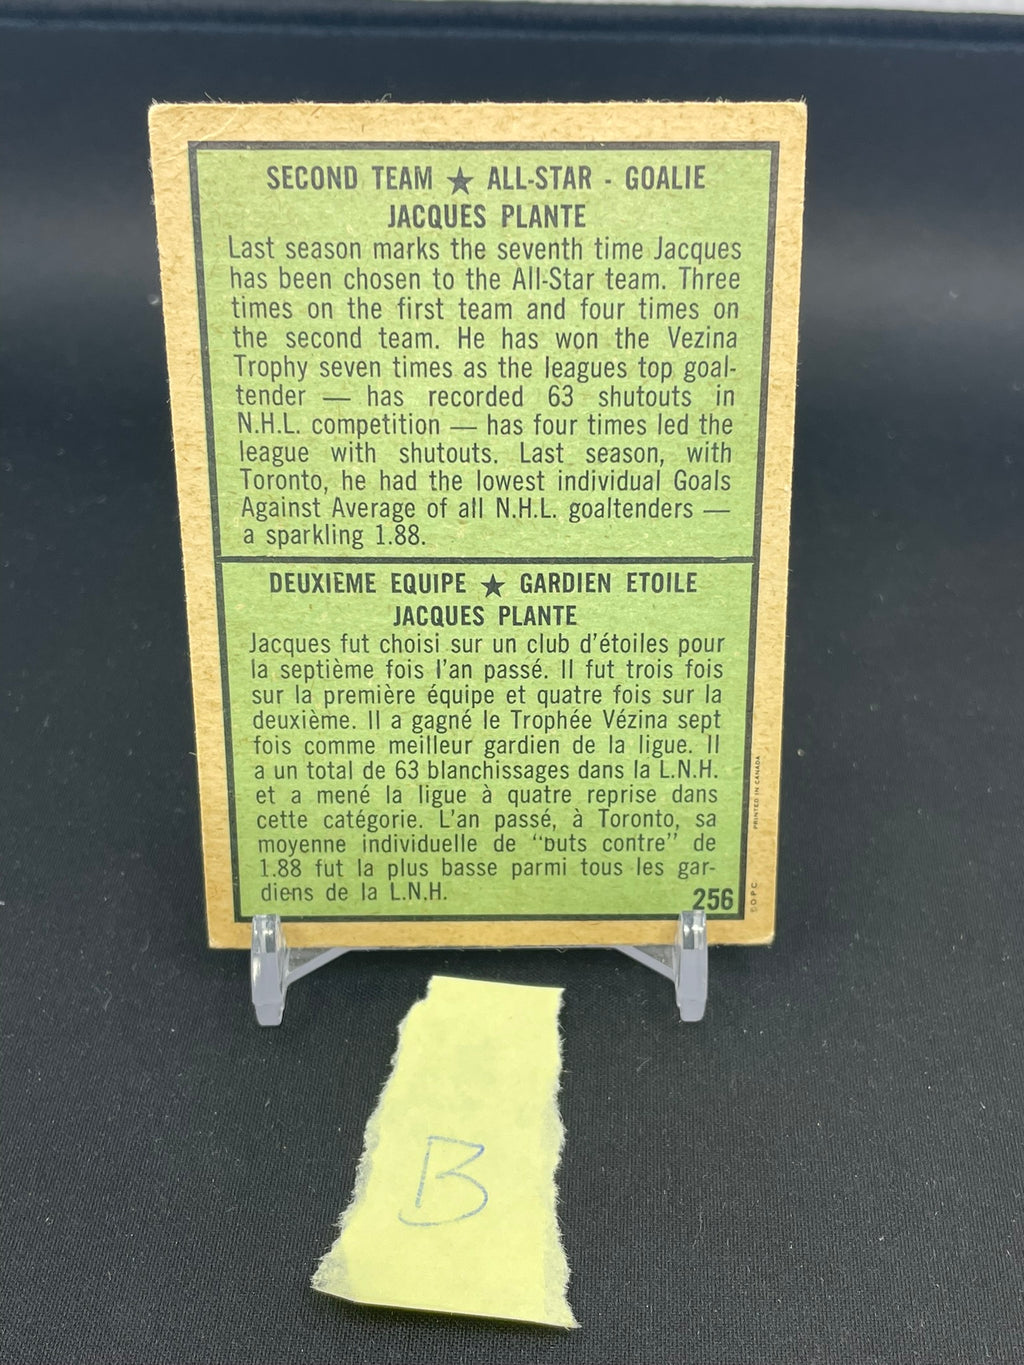 SECOND TEAM ★ ALL-STAR - GOALIE
JACQUES PLANTE
Last season marks the seventh time Jacques
has been chosen to the All-Star team. Three
times on the first team and four times on
the second team. He has won the Vezina
Trophy seven times as the leagues top goal-
tender — has recorded 63 shutouts in
N.H.L. competition — has four times led the
league with shutouts. Last season, with
Toronto, he had the lowest individual Goals
Against Average of all N.H.L. goaltenders —
a sparkling 1.88.
DEUXIEME EQUIPE ★ GARDIEN ETOILE
JACQUES PLANTE
Jacques fut choisi sur un club d'étoiles pour
la septième fois l'an passé. Il fut trois fois
sur la première équipe et quatre fois sur la
deuxième. Il a gagné le Trophée Vézina sept
fois comme meilleur gardien de la ligue. Il
a un total de 63 blanchissages dans la L.N.H.
et a mené la ligue à quatre reprise dans
cette catégorie. L'an passé, à Toronto, sa
moyenne individuelle de "buts contre" de
1.88 fut la plus basse parmi tous les gar-
diens de la L.N.H.
256
©O.P.C. PRINTED IN CANADA
B